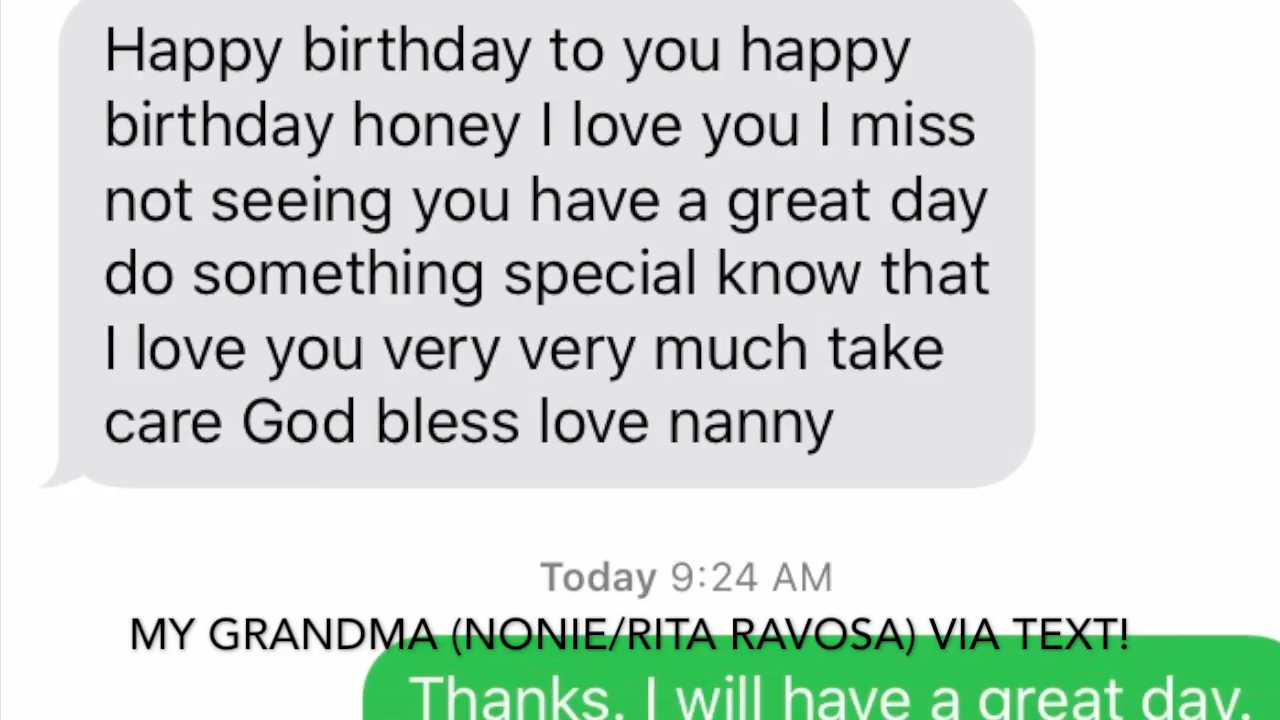 Happy birthday to you happy
birthday honey I love you I miss
not seeing you have a great day
do something special know that
I love you very very much take
care God bless love nanny
Today 9:24 AM
MY GRANDMA (NONIE/RITA RAVOSA) VIA TEXT!
Thanks. I will have a great day.